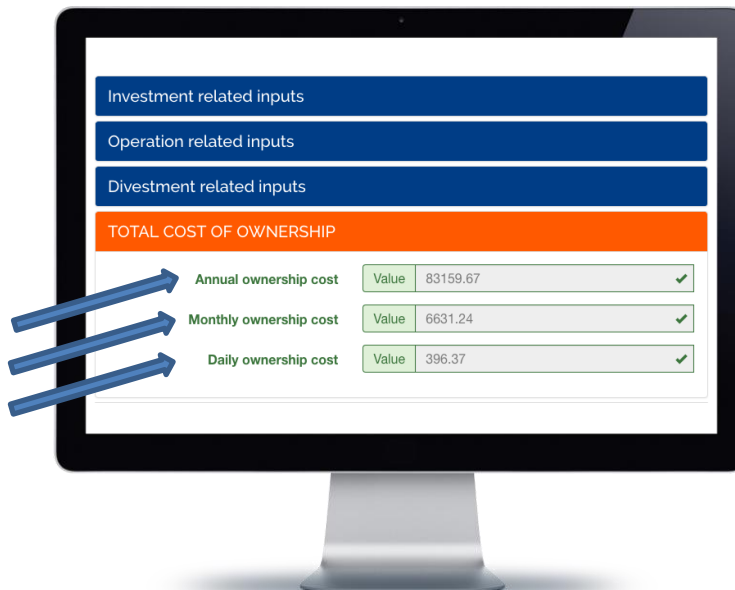 Investment related inputs
Operation related inputs
Divestment related inputs
TOTAL COST OF OWNERSHIP
Annual ownership cost Value 83159.67
Monthly ownership cost Value 6631.24
Daily ownership cost Value 396.37